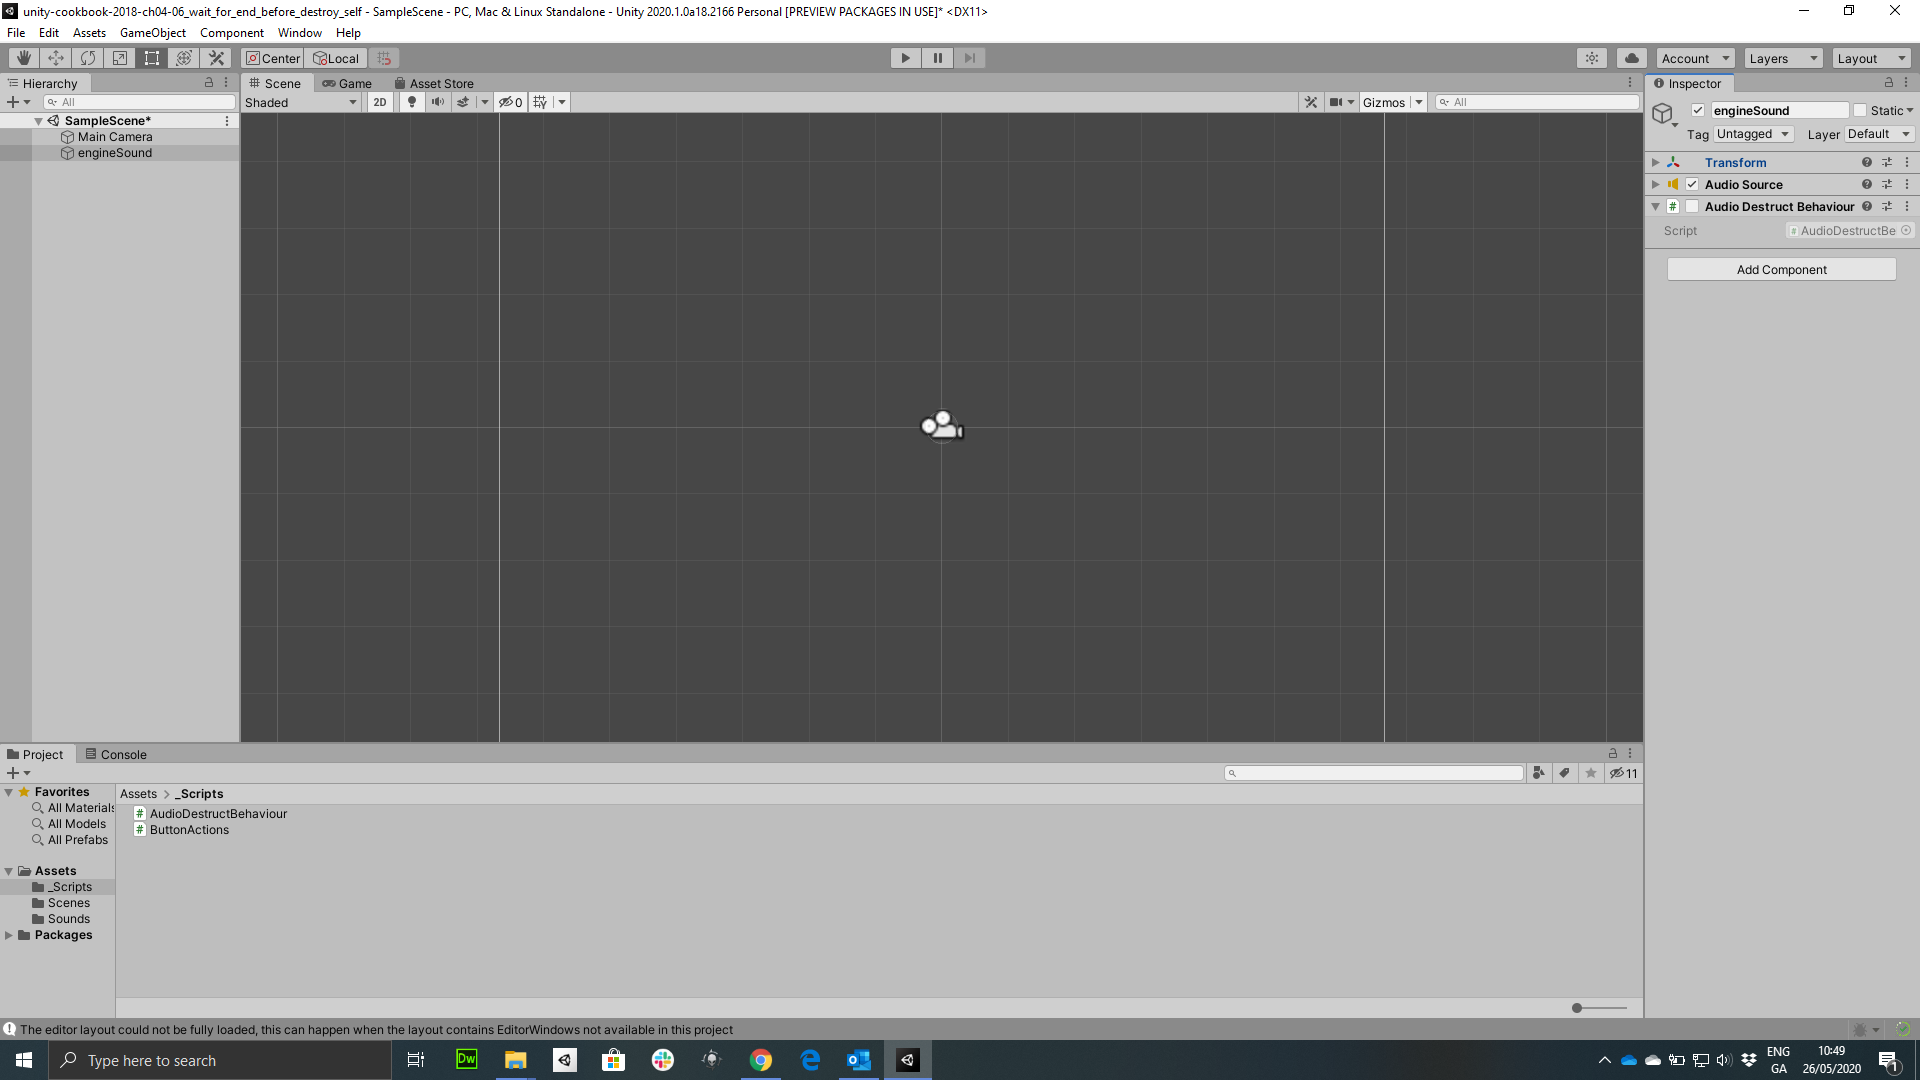 unity-cookbook-2018-ch04-06_wait_for_end_before_destroy_self - SampleScene - PC, Mac & Linux Standalone - Unity 2020.1.0a18.2166 Personal [PREVIEW PACKAGES IN USE]* <DX11>
File Edit Assets GameObject Component Window Help
Center Local Account Layers Layout
Hierarchy Scene Game Asset Store Inspector
All Shaded 2D 0 Gizmos All
engineSound Static
SampleScene*
Main Camera Tag Untagged Layer Default
engineSound
Transform
Audio Source
Audio Destruct Behaviour
Script AudioDestructBe
Add Component
Project Console
11
Favorites Assets > _Scripts
All Materials AudioDestructBehaviour
All Models ButtonActions
All Prefabs
Assets
_Scripts
Scenes
Sounds
Packages
The editor layout could not be fully loaded, this can happen when the layout contains EditorWindows not available in this project
Type here to search Dw ENG 10:49
GA 26/05/2020 1